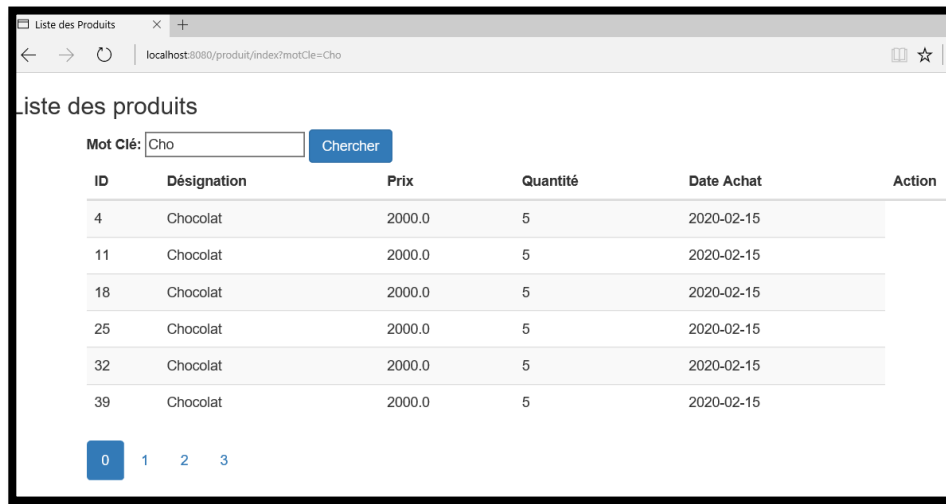 Liste des Produits
localhost:8080/produit/index?motCle=Cho
Liste des produits
Mot Clé: Cho Chercher
ID Désignation Prix Quantité Date Achat Action
4 Chocolat 2000.0 5 2020-02-15
11 Chocolat 2000.0 5 2020-02-15
18 Chocolat 2000.0 5 2020-02-15
25 Chocolat 2000.0 5 2020-02-15
32 Chocolat 2000.0 5 2020-02-15
39 Chocolat 2000.0 5 2020-02-15
0 1 2 3